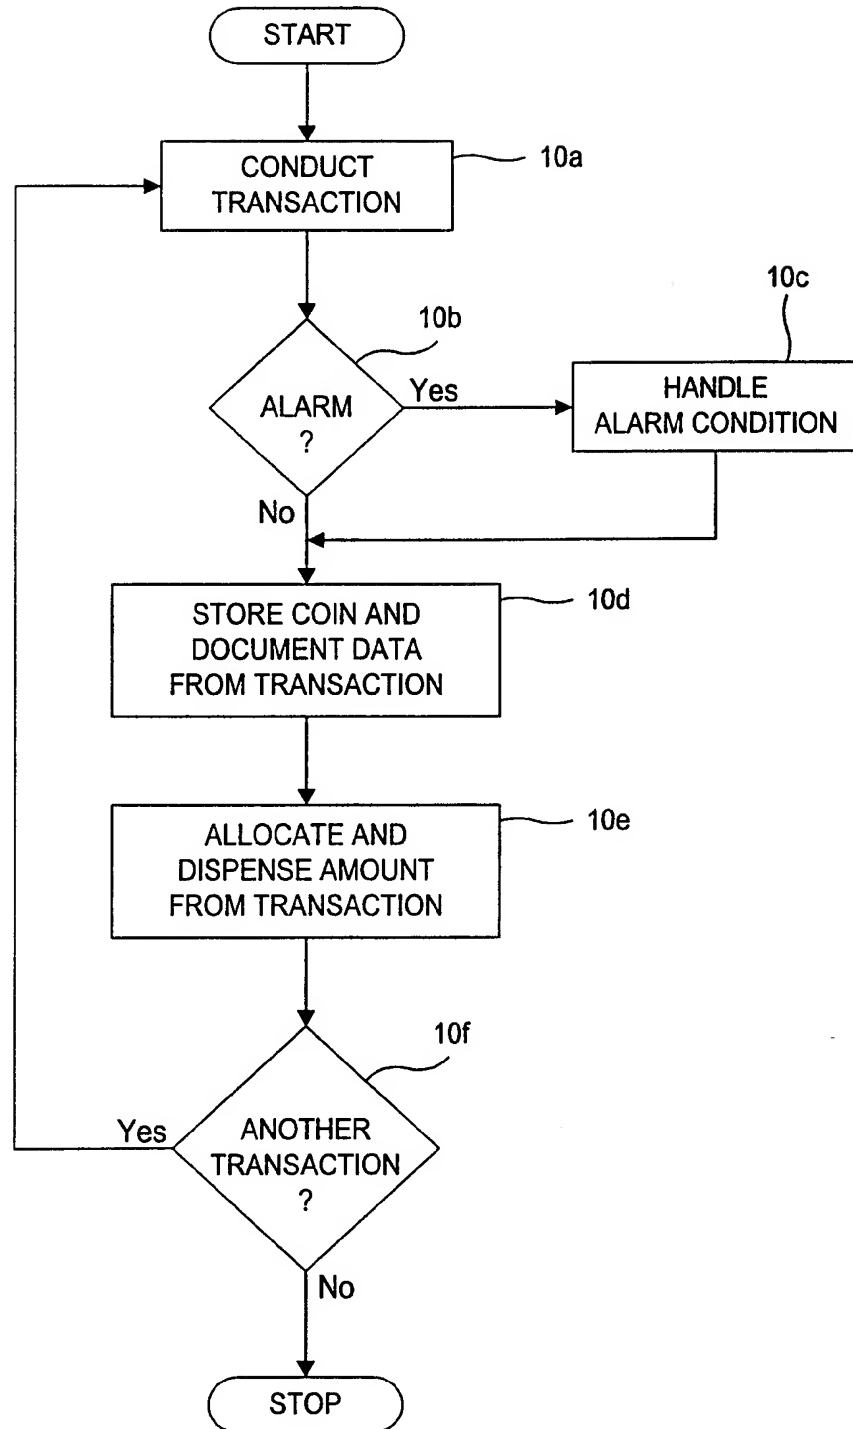 START
CONDUCT
TRANSACTION
10a
10b
ALARM
?
Yes
10c
HANDLE
ALARM CONDITION
No
STORE COIN AND
DOCUMENT DATA
FROM TRANSACTION
10d
ALLOCATE AND
DISPENSE AMOUNT
FROM TRANSACTION
10e
10f
Yes
ANOTHER
TRANSACTION
?
No
STOP